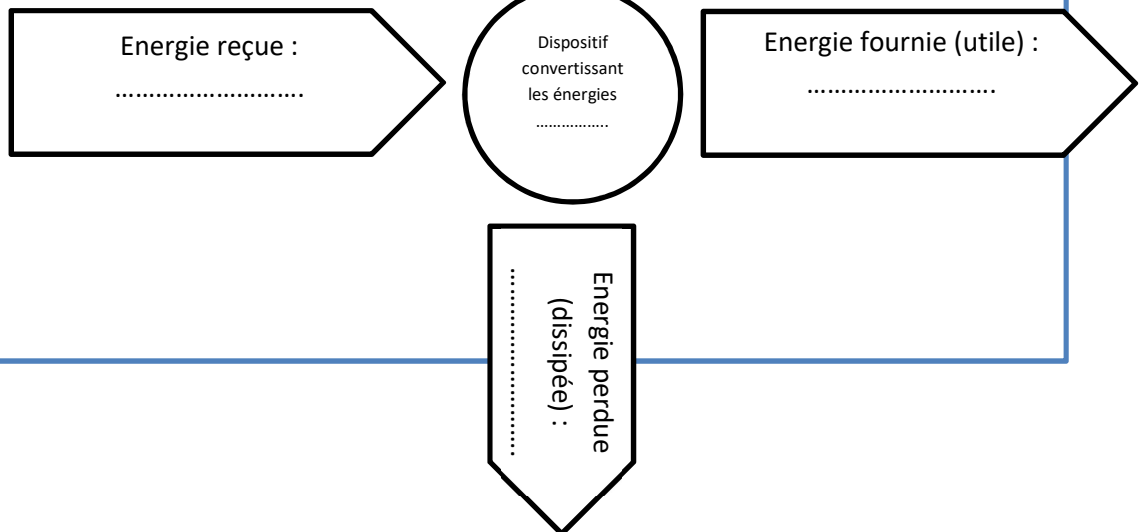 Energie reçue :
………………………….
Dispositif
convertissant
les énergies
……………..
Energie fournie (utile) :
………………………….
Energie perdue
(dissipée) :
………………………….